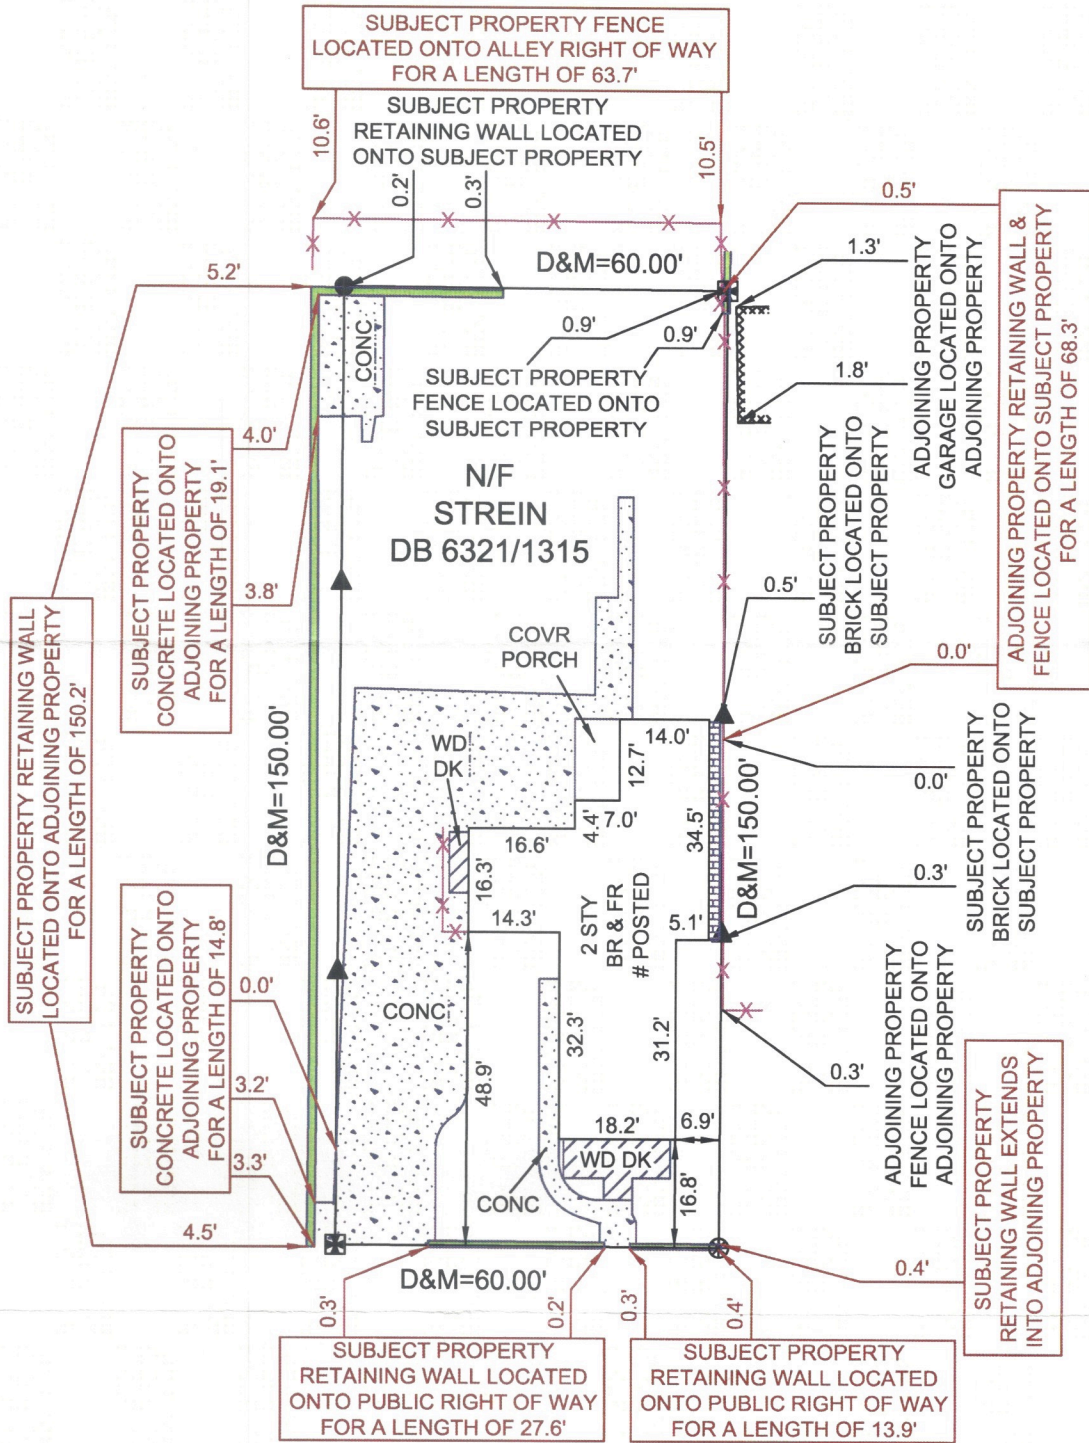 SUBJECT PROPERTY FENCE
LOCATED ONTO ALLEY RIGHT OF WAY
FOR A LENGTH OF 63.7'
10.6'
10.5'
SUBJECT PROPERTY
RETAINING WALL LOCATED
ONTO SUBJECT PROPERTY
0.2'
0.3'
5.2'
D&M=60.00'
0.5'
1.3'
ADJOINING PROPERTY
GARAGE LOCATED ONTO
ADJOINING PROPERTY
1.8'
ADJOINING PROPERTY RETAINING WALL &
FENCE LOCATED ONTO SUBJECT PROPERTY
FOR A LENGTH OF 68.3'
0.9'
0.9'
SUBJECT PROPERTY
FENCE LOCATED ONTO
SUBJECT PROPERTY
CONC
4.0'
SUBJECT PROPERTY
CONCRETE LOCATED ONTO
ADJOINING PROPERTY
FOR A LENGTH OF 19.1'
3.8'
N/F
STREIN
DB 6321/1315
SUBJECT PROPERTY
BRICK LOCATED ONTO
SUBJECT PROPERTY
0.5'
0.0'
SUBJECT PROPERTY RETAINING WALL
LOCATED ONTO ADJOINING PROPERTY
FOR A LENGTH OF 150.2'
D&M=150.00'
COVR
PORCH
WD
DK
14.0'
12.7'
7.0'
4.4'
16.6'
16.3'
14.3'
34.5'
D&M=150.00'
0.0'
SUBJECT PROPERTY
BRICK LOCATED ONTO
SUBJECT PROPERTY
0.3'
2 STY
BR & FR
# POSTED
5.1'
CONC
48.9'
32.3'
31.2'
ADJOINING PROPERTY
FENCE LOCATED ONTO
ADJOINING PROPERTY
0.3'
SUBJECT PROPERTY
CONCRETE LOCATED ONTO
ADJOINING PROPERTY
FOR A LENGTH OF 14.8'
0.0'
3.2'
3.3'
4.5'
18.2'
6.9'
WD DK
16.8'
CONC
SUBJECT PROPERTY
RETAINING WALL EXTENDS
INTO ADJOINING PROPERTY
0.4'
D&M=60.00'
0.3'
0.2'
0.3'
0.4'
SUBJECT PROPERTY
RETAINING WALL LOCATED
ONTO PUBLIC RIGHT OF WAY
FOR A LENGTH OF 27.6'
SUBJECT PROPERTY
RETAINING WALL LOCATED
ONTO PUBLIC RIGHT OF WAY
FOR A LENGTH OF 13.9'